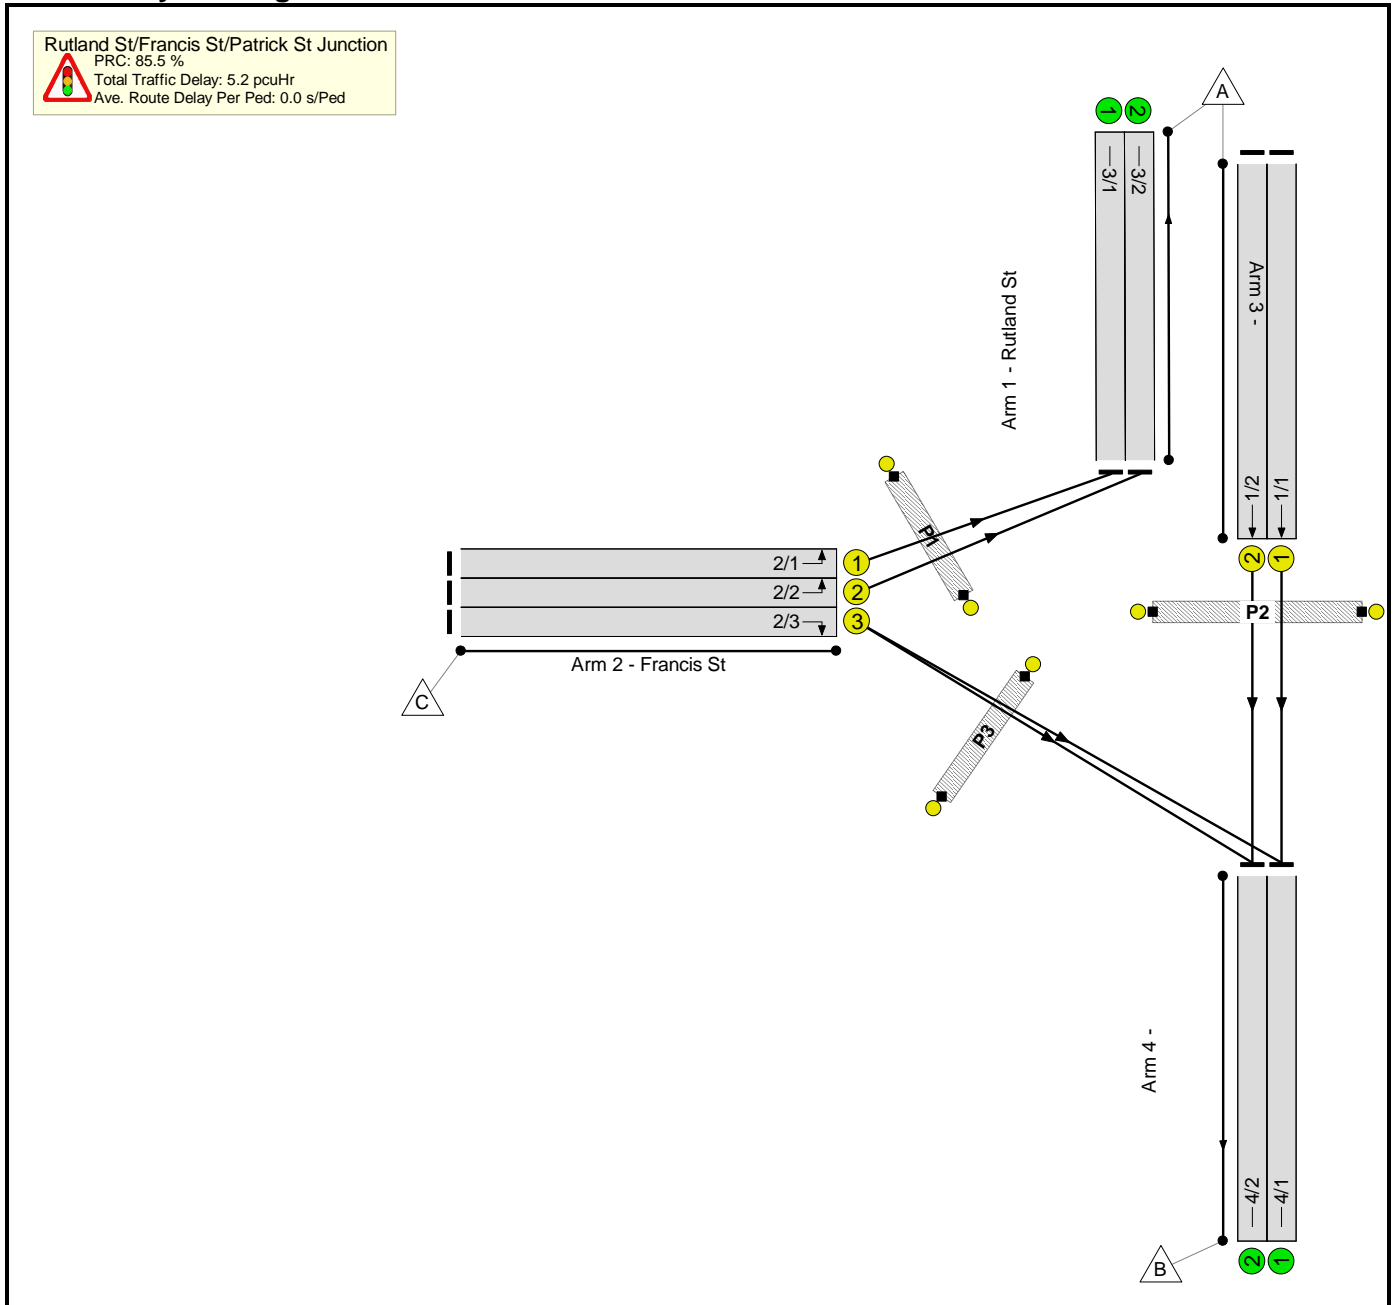 Rutland St/Francis St/Patrick St Junction
PRC: 85.5 %
Total Traffic Delay: 5.2 pcuHr
Ave. Route Delay Per Ped: 0.0 s/Ped
A
1
2
3/1
3/2
Arm 3 -
Arm 1 - Rutland St
1/2
1/1
P1
2/1
1
2/2
2
2/3
3
2
1
P2
Arm 2 - Francis St
C
P3
Arm 4 -
4/2
4/1
B
2
1